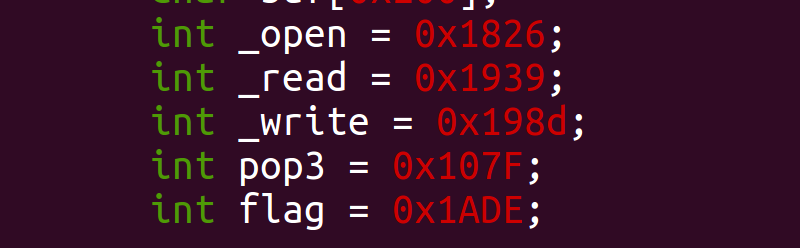 int _open = 0x1826;
int _read = 0x1939;
int _write = 0x198d;
int pop3 = 0x107F;
int flag = 0x1ADE;